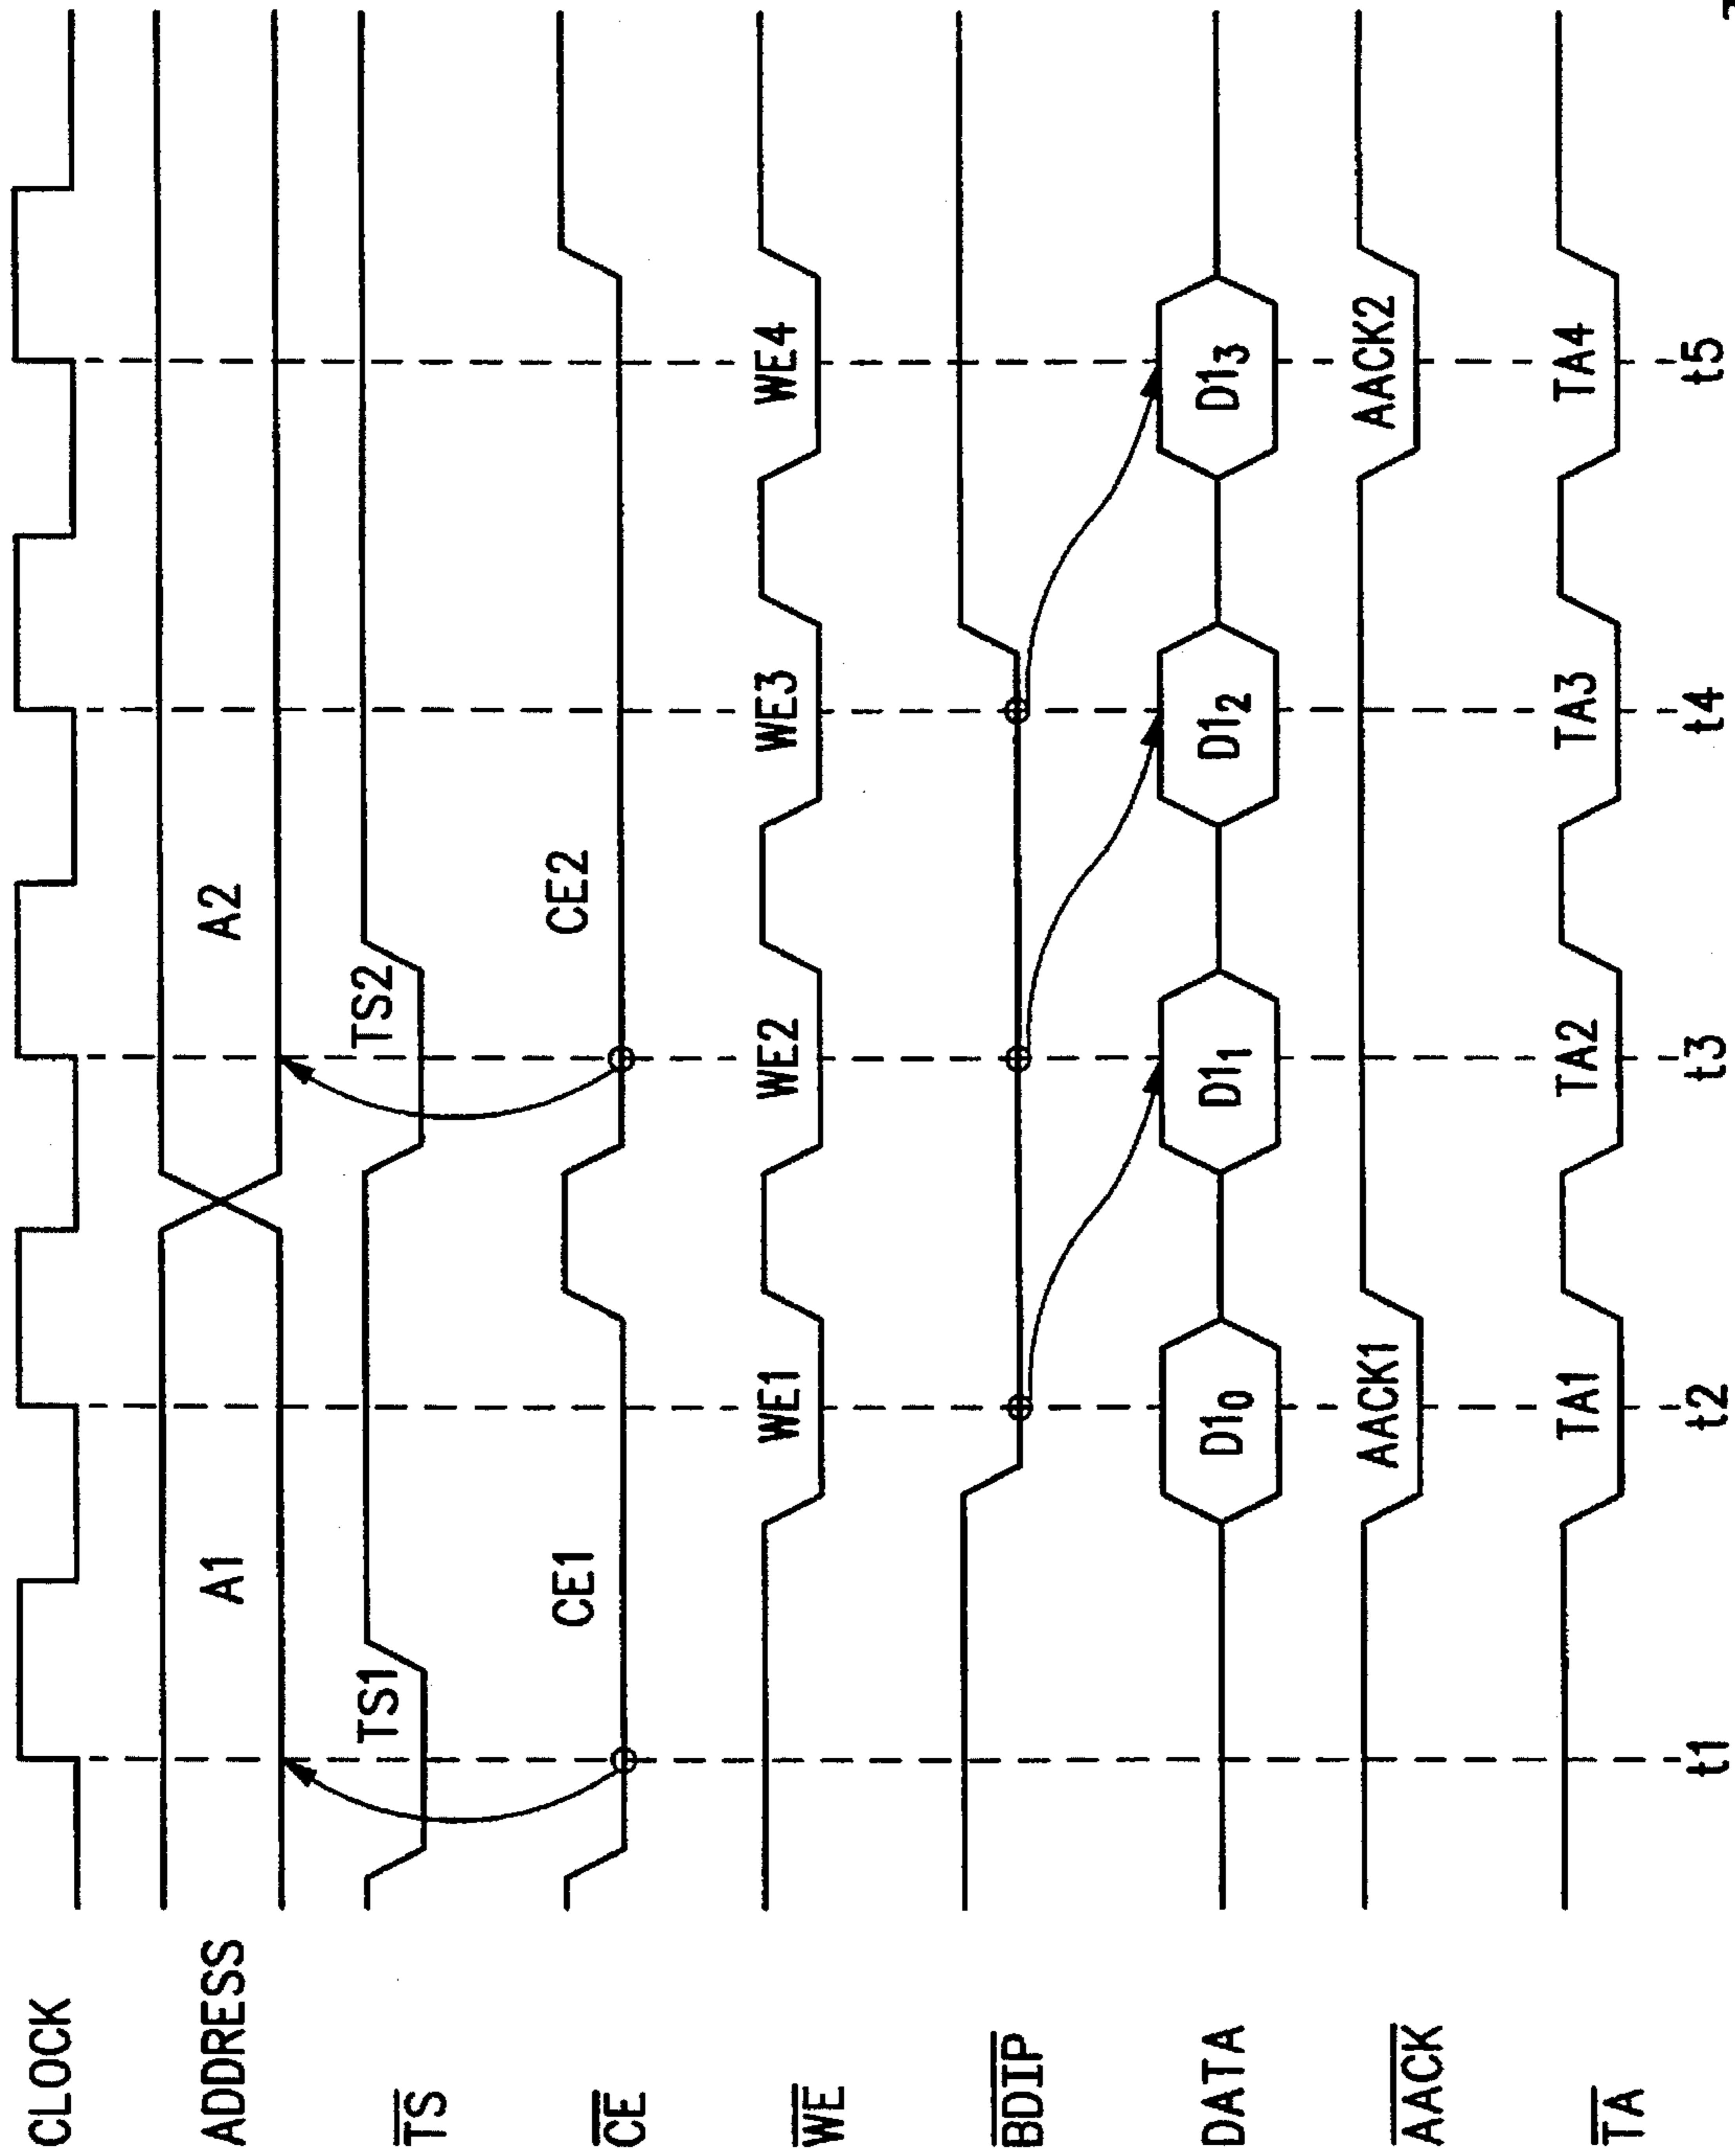 CLOCK
ADDRESS A1 A2
TS TS1 TS2
CE CE1 CE2
WE WE1 WE2 WE3 WE4
BDIP
DATA D1₀ D1₁ D1₂ D1₃
AACK AACK1 AACK2
TA TA1 TA2 TA3 TA4
t1 t2 t3 t4 t5